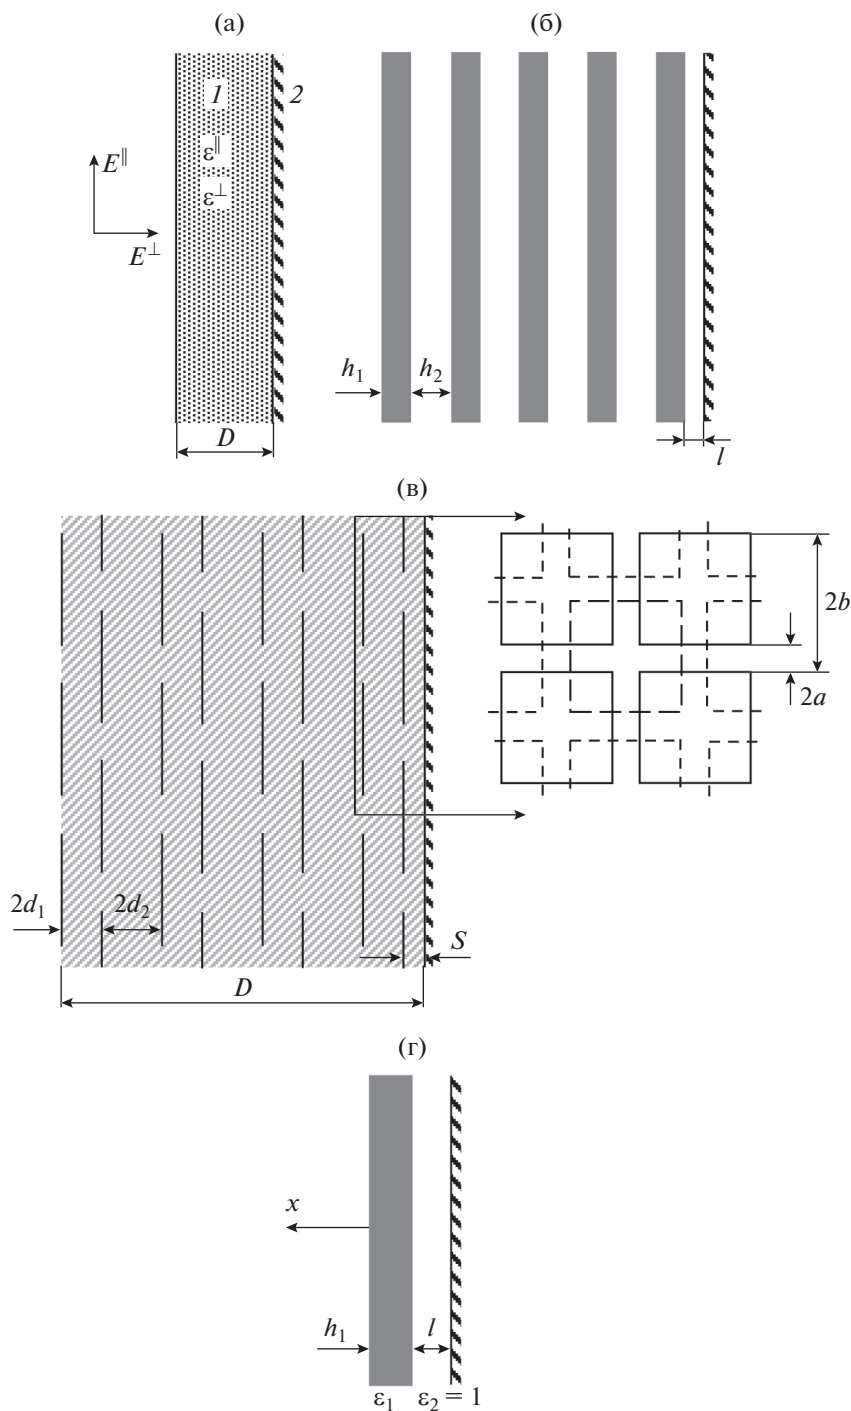 (а)
(б)
1
2
ε∥
ε⊥
E∥
E⊥
h₁
h₂
D
l
(в)
2b
2a
2d₁
2d₂
S
D
(г)
x
h₁
l
ε₁
ε₂ = 1